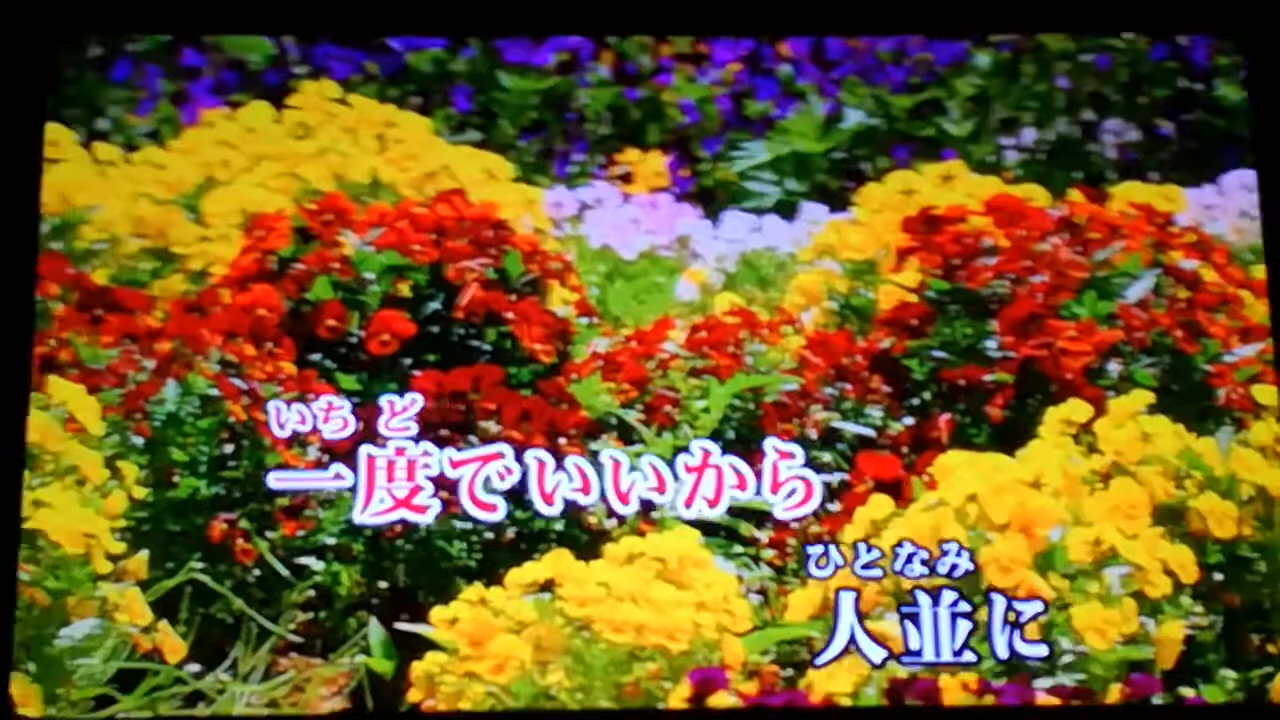 いちど
一度でいいから
ひとなみ
人並に